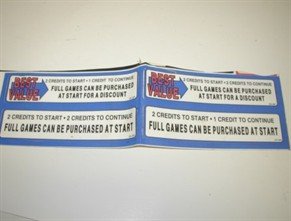 BEST VALUE
2 CREDITS TO START • 1 CREDIT TO CONTINUE
FULL GAMES CAN BE PURCHASED
AT START FOR A DISCOUNT
2 CREDITS TO START • 2 CREDITS TO CONTINUE
FULL GAMES CAN BE PURCHASED AT START
BEST VALUE
2 CREDITS TO START • 1 CREDIT TO CONTINUE
FULL GAMES CAN BE PURCHASED
AT START FOR A DISCOUNT
2 CREDITS TO START • 2 CREDITS TO CONTINUE
FULL GAMES CAN BE PURCHASED AT START